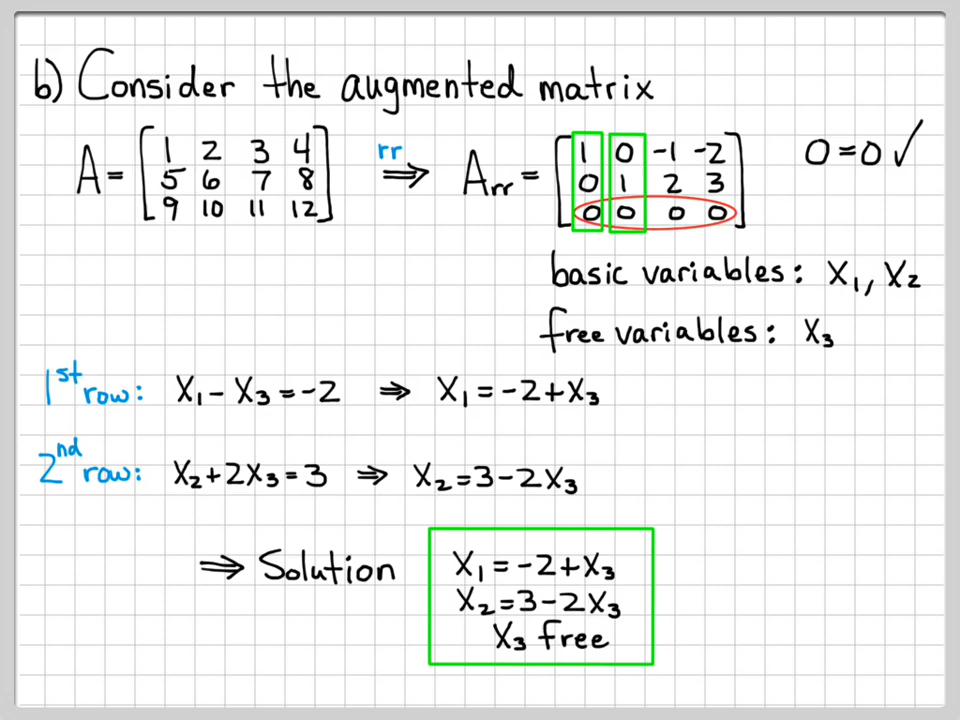 b) Consider the augmented matrix
A = [1 2 3 4
5 6 7 8
9 10 11 12] rr ⇒ Arr = [1 0 -1 -2
0 1 2 3
0 0 0 0] 0 = 0 ✓
basic variables: X₁, X₂
free variables: X₃
1st row: X₁ - X₃ = -2 ⇒ X₁ = -2 + X₃
2nd row: X₂ + 2X₃ = 3 ⇒ X₂ = 3 - 2X₃
⇒ Solution X₁ = -2 + X₃
X₂ = 3 - 2X₃
X₃ free